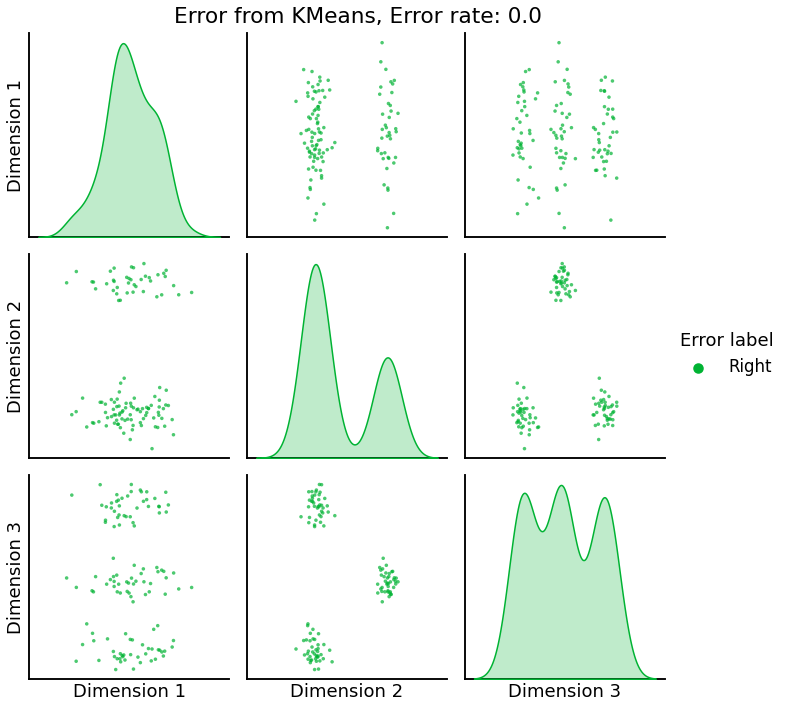 Error from KMeans, Error rate: 0.0
Dimension 1
Dimension 2
Error label
Right
Dimension 3
Dimension 1
Dimension 2
Dimension 3